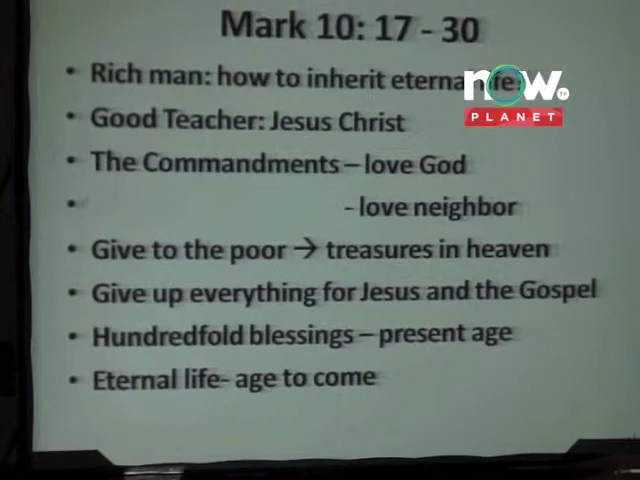 Mark 10: 17 - 30
• Rich man: how to inherit eternal life
• Good Teacher: Jesus Christ
• The Commandments – love God
• - love neighbor
• Give to the poor → treasures in heaven
• Give up everything for Jesus and the Gospel
• Hundredfold blessings – present age
• Eternal life- age to come
now.
PLANET